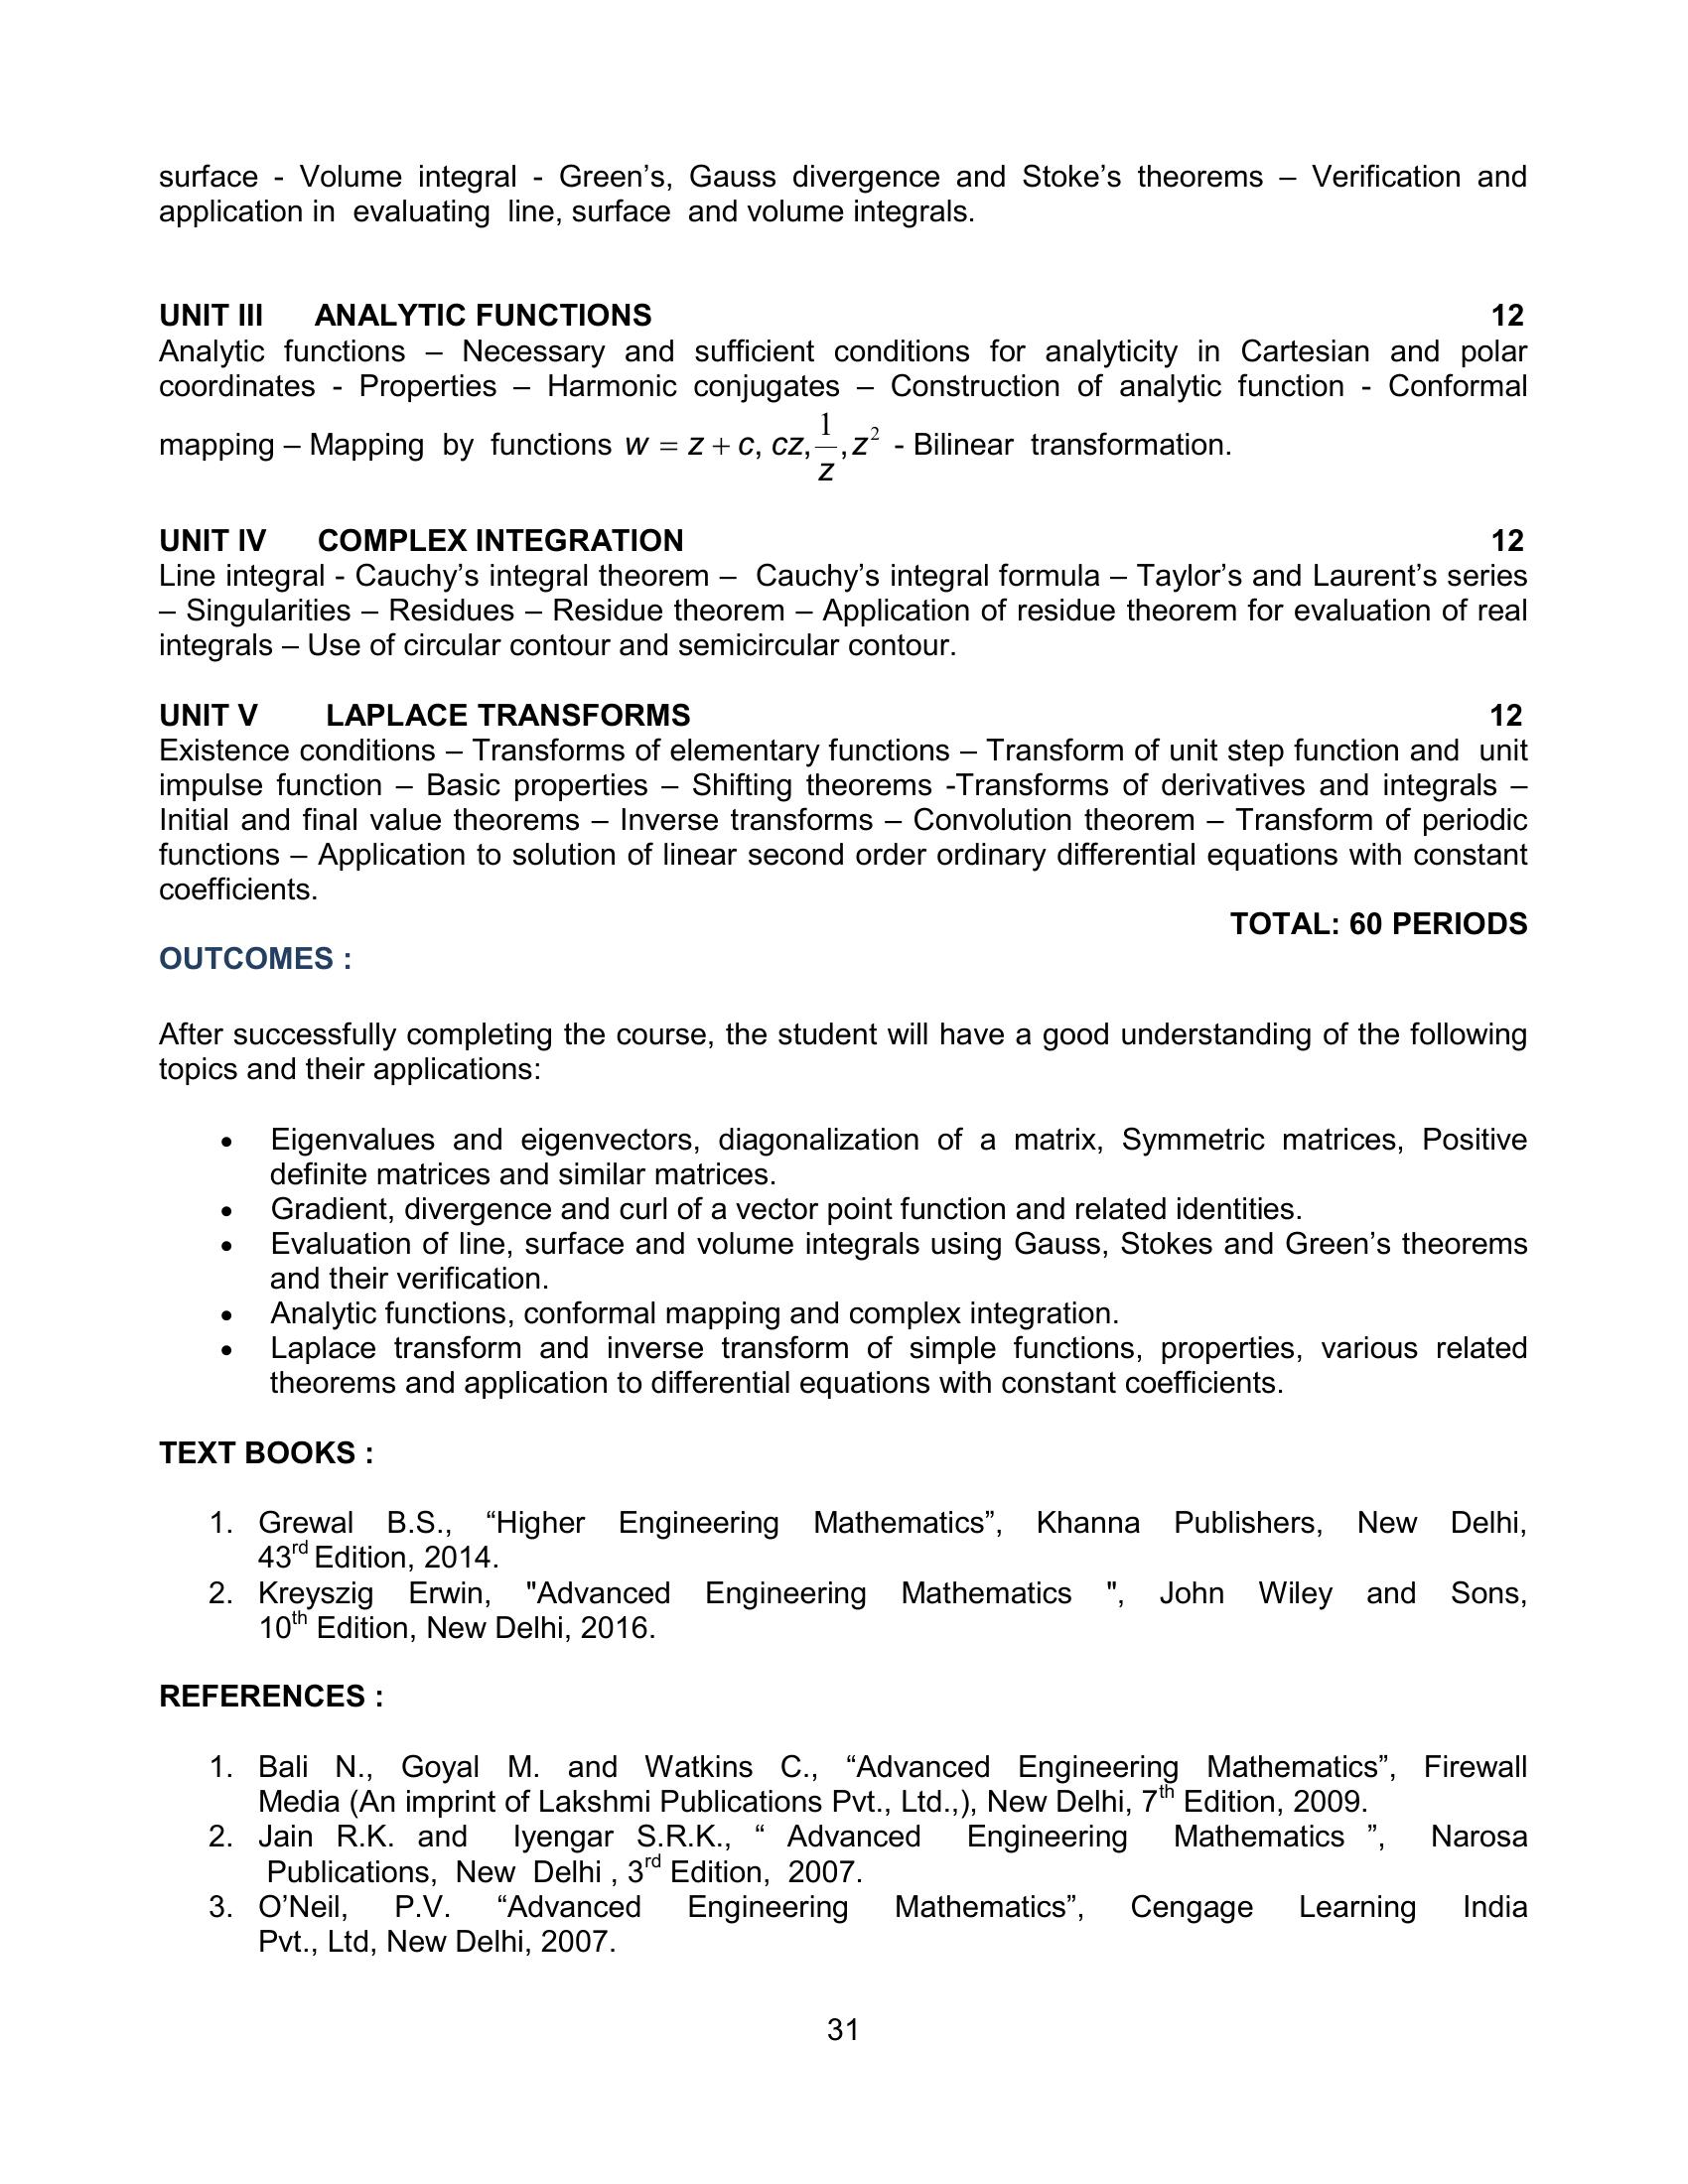 surface - Volume integral - Green’s, Gauss divergence and Stoke’s theorems – Verification and
application in evaluating line, surface and volume integrals.
UNIT III ANALYTIC FUNCTIONS 12
Analytic functions – Necessary and sufficient conditions for analyticity in Cartesian and polar
coordinates - Properties – Harmonic conjugates – Construction of analytic function - Conformal
mapping – Mapping by functions w = z + c, cz, 1/z, z² - Bilinear transformation.
UNIT IV COMPLEX INTEGRATION 12
Line integral - Cauchy’s integral theorem – Cauchy’s integral formula – Taylor’s and Laurent’s series
– Singularities – Residues – Residue theorem – Application of residue theorem for evaluation of real
integrals – Use of circular contour and semicircular contour.
UNIT V LAPLACE TRANSFORMS 12
Existence conditions – Transforms of elementary functions – Transform of unit step function and unit
impulse function – Basic properties – Shifting theorems -Transforms of derivatives and integrals –
Initial and final value theorems – Inverse transforms – Convolution theorem – Transform of periodic
functions – Application to solution of linear second order ordinary differential equations with constant
coefficients.
TOTAL: 60 PERIODS
OUTCOMES :
After successfully completing the course, the student will have a good understanding of the following
topics and their applications:
• Eigenvalues and eigenvectors, diagonalization of a matrix, Symmetric matrices, Positive
definite matrices and similar matrices.
• Gradient, divergence and curl of a vector point function and related identities.
• Evaluation of line, surface and volume integrals using Gauss, Stokes and Green’s theorems
and their verification.
• Analytic functions, conformal mapping and complex integration.
• Laplace transform and inverse transform of simple functions, properties, various related
theorems and application to differential equations with constant coefficients.
TEXT BOOKS :
1. Grewal B.S., “Higher Engineering Mathematics”, Khanna Publishers, New Delhi,
43rd Edition, 2014.
2. Kreyszig Erwin, "Advanced Engineering Mathematics ", John Wiley and Sons,
10th Edition, New Delhi, 2016.
REFERENCES :
1. Bali N., Goyal M. and Watkins C., “Advanced Engineering Mathematics”, Firewall
Media (An imprint of Lakshmi Publications Pvt., Ltd.,), New Delhi, 7th Edition, 2009.
2. Jain R.K. and Iyengar S.R.K., “ Advanced Engineering Mathematics ”, Narosa
Publications, New Delhi , 3rd Edition, 2007.
3. O’Neil, P.V. “Advanced Engineering Mathematics”, Cengage Learning India
Pvt., Ltd, New Delhi, 2007.
31